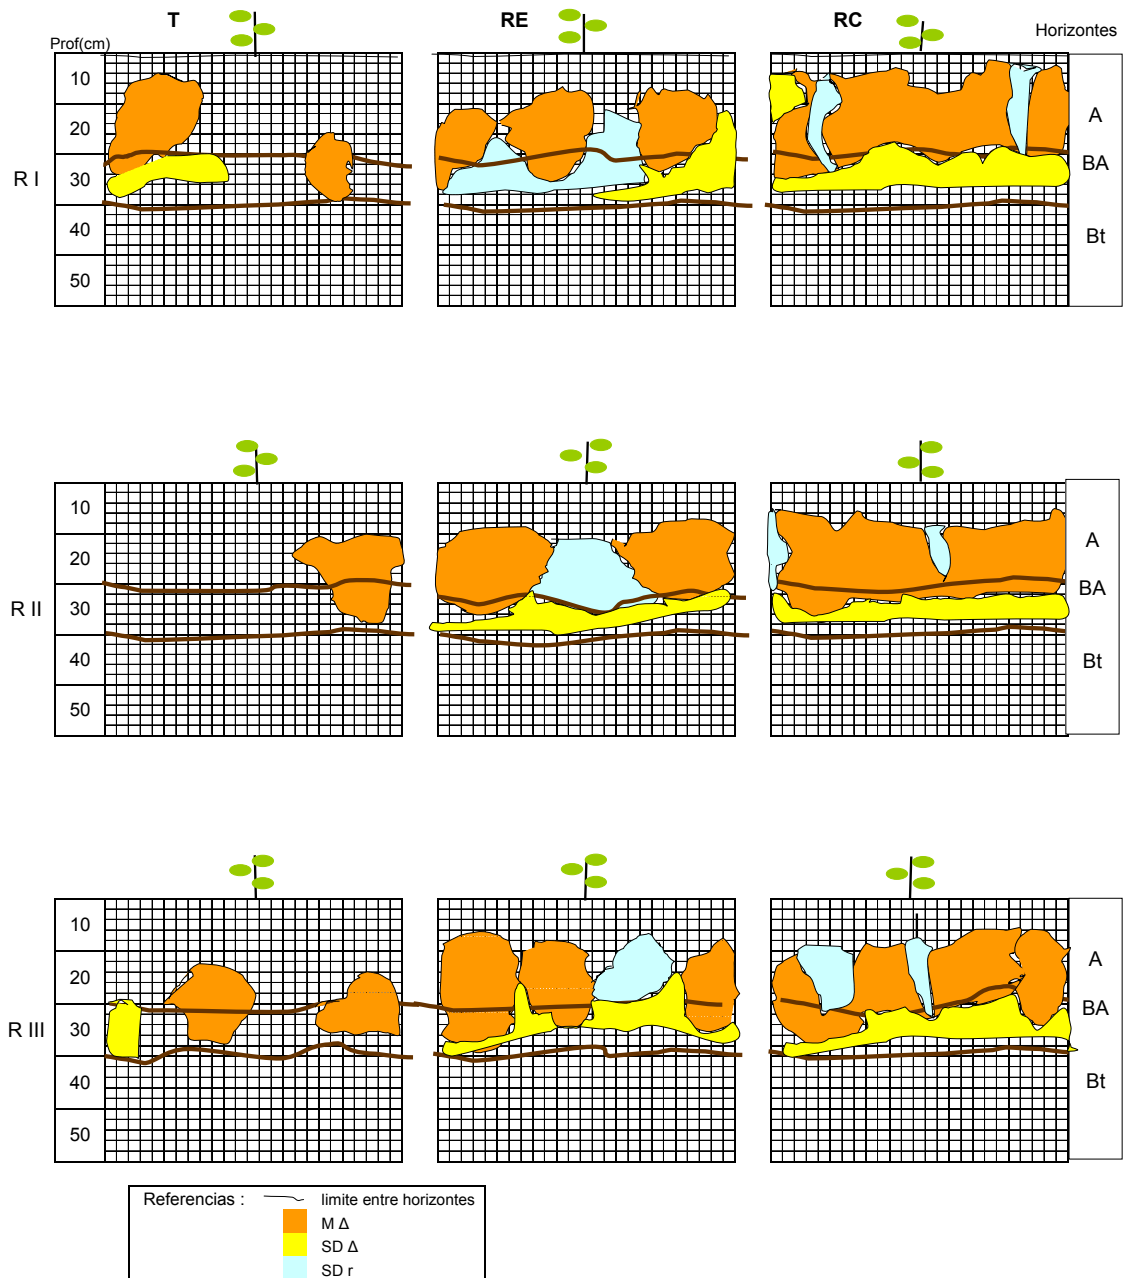 T RE RC
Prof(cm) Horizontes
10
20
R I
30
40
50
A
BA
Bt
10
20
R II
30
40
50
A
BA
Bt
10
20
R III
30
40
50
A
BA
Bt
Referencias : limite entre horizontes
M Δ
SD Δ
SD r